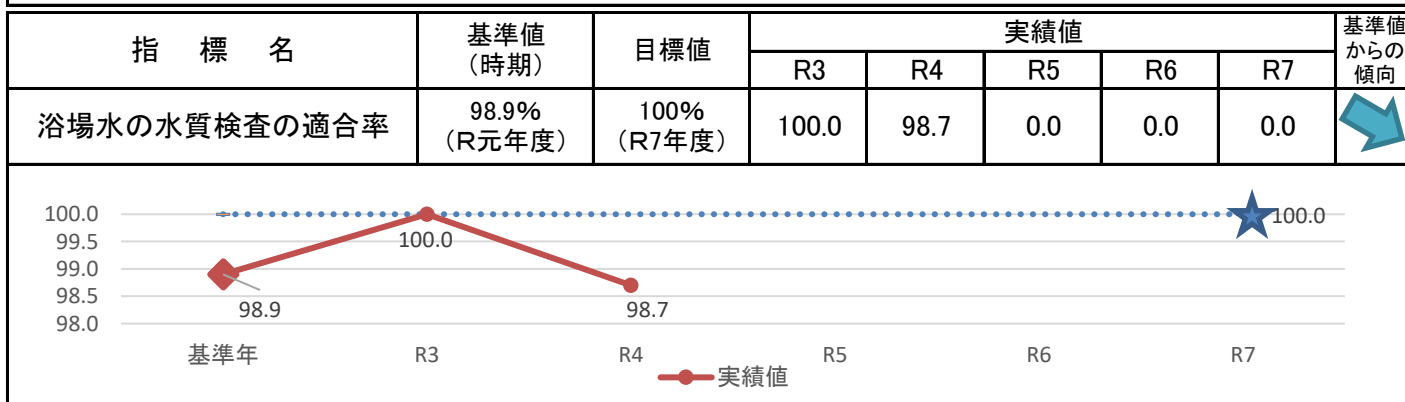 指 標 名 基準値（時期） 目標値 実績値 基準値からの傾向
R3 R4 R5 R6 R7
浴場水の水質検査の適合率 98.9%（R元年度） 100%（R7年度） 100.0 98.7 0.0 0.0 0.0
100.0 100.0
99.5 100.0
99.0
98.5 98.9 98.7
98.0
基準年 R3 R4 R5 R6 R7
実績値